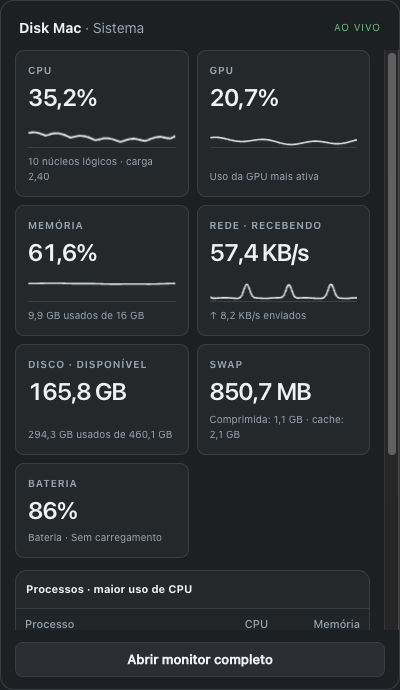 Disk Mac · Sistema
AO VIVO
CPU
35,2%
10 núcleos lógicos · carga
2,40
GPU
20,7%
Uso da GPU mais ativa
MEMÓRIA
61,6%
9,9 GB usados de 16 GB
REDE · RECEBENDO
57,4 KB/s
↑ 8,2 KB/s enviados
DISCO · DISPONÍVEL
165,8 GB
294,3 GB usados de 460,1 GB
SWAP
850,7 MB
Comprimida: 1,1 GB · cache:
2,1 GB
BATERIA
86%
Bateria · Sem carregamento
Processos · maior uso de CPU
Processo CPU Memória
Abrir monitor completo